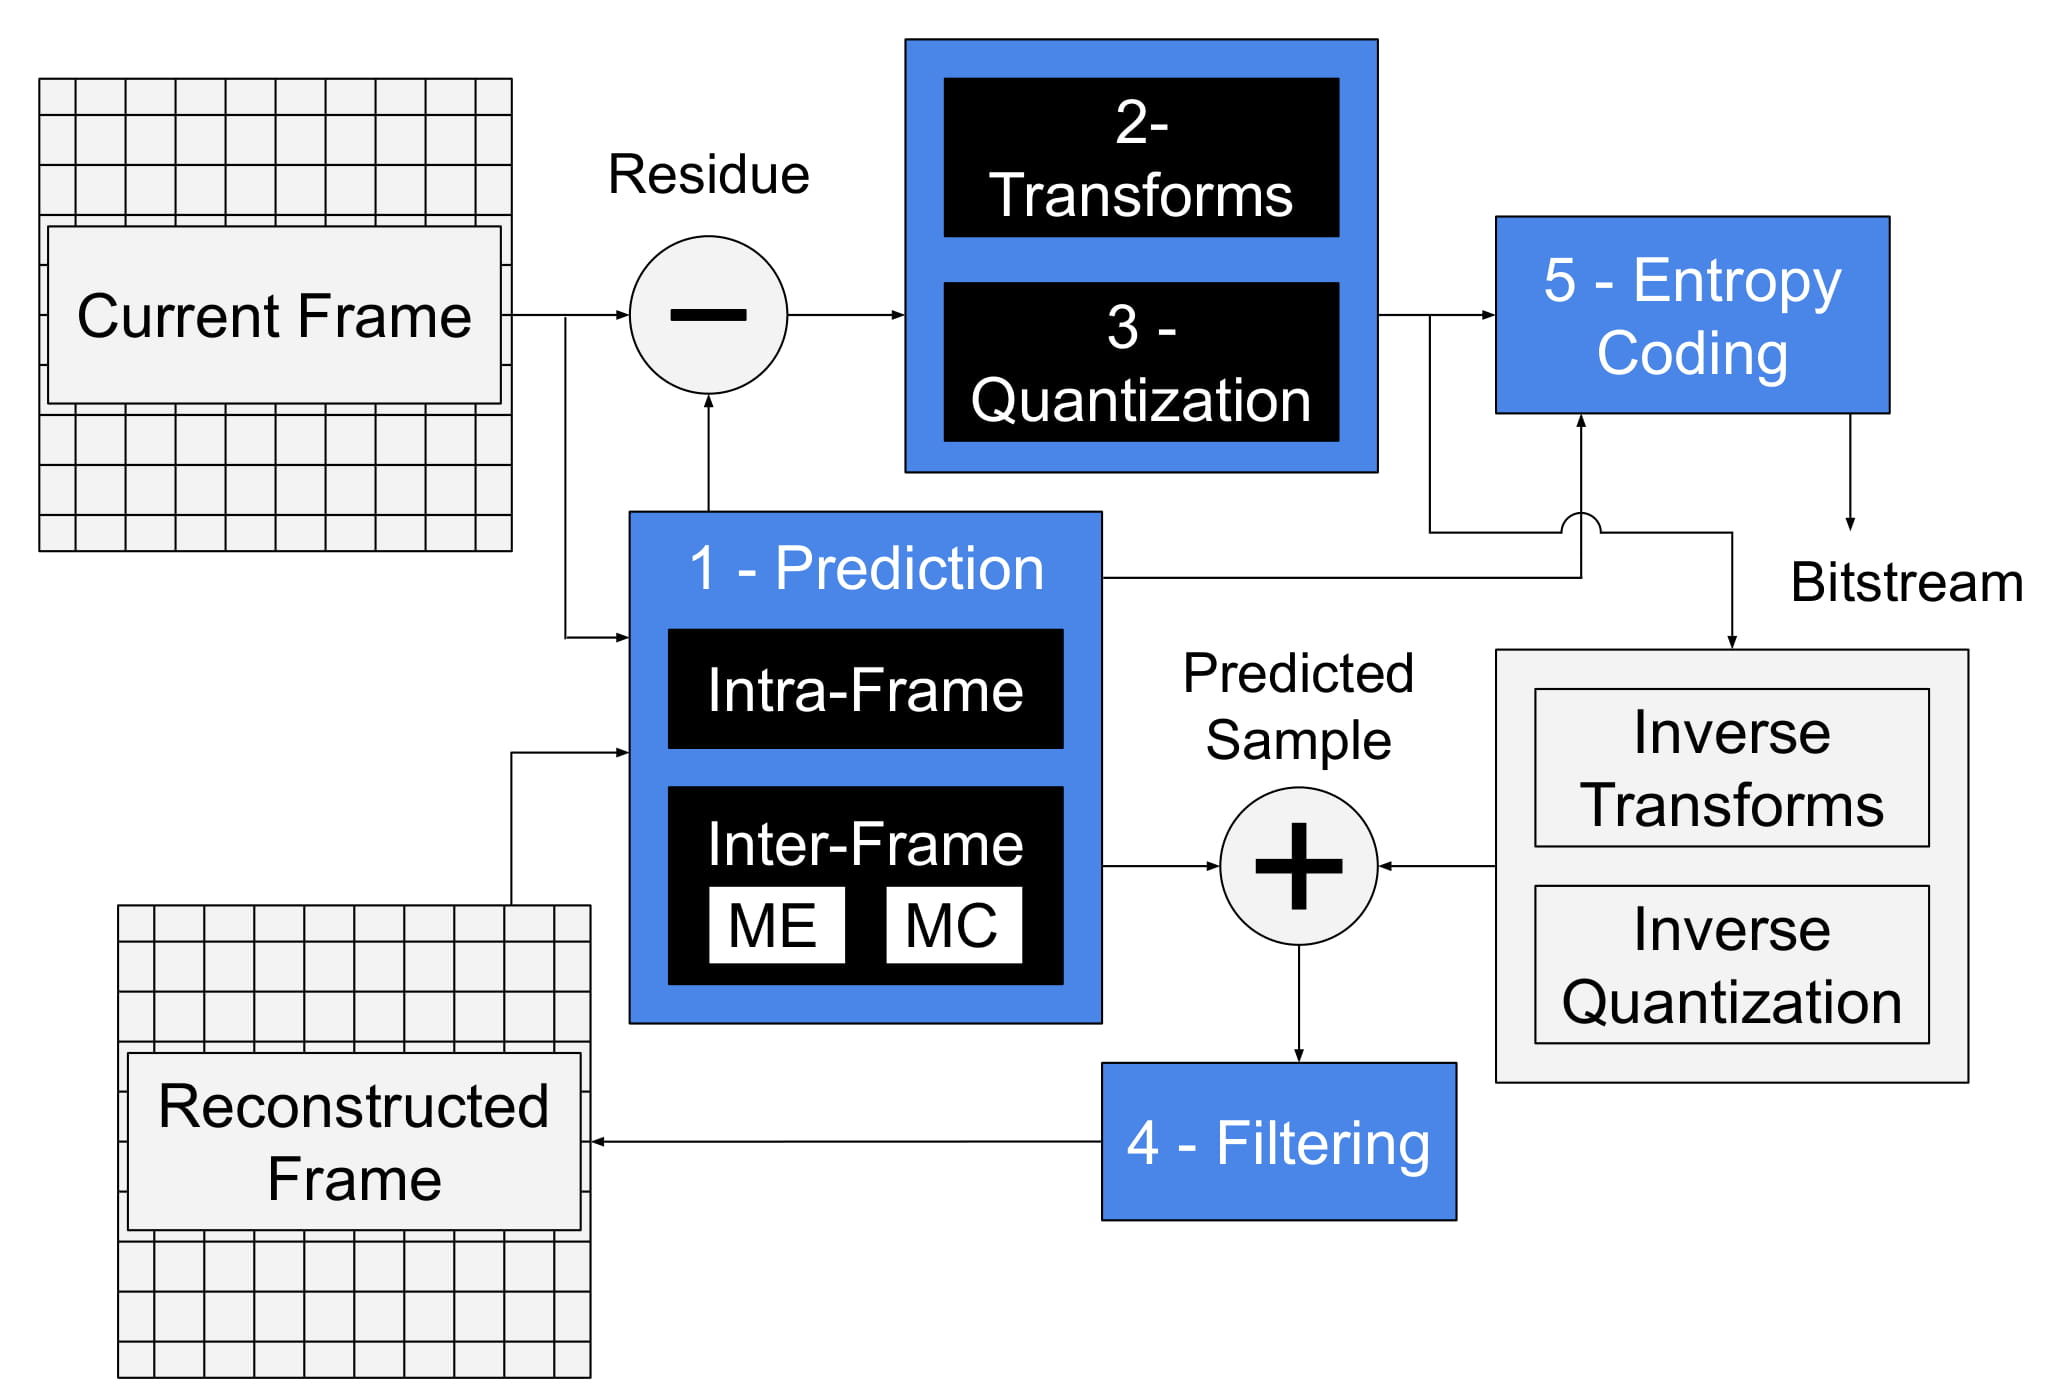 2-
Transforms
Residue
3 -
Quantization
Current Frame
5 - Entropy
Coding
1 - Prediction
Bitstream
Intra-Frame
Predicted
Sample
Inverse
Transforms
Inter-Frame
ME
MC
Inverse
Quantization
Reconstructed
Frame
4 - Filtering